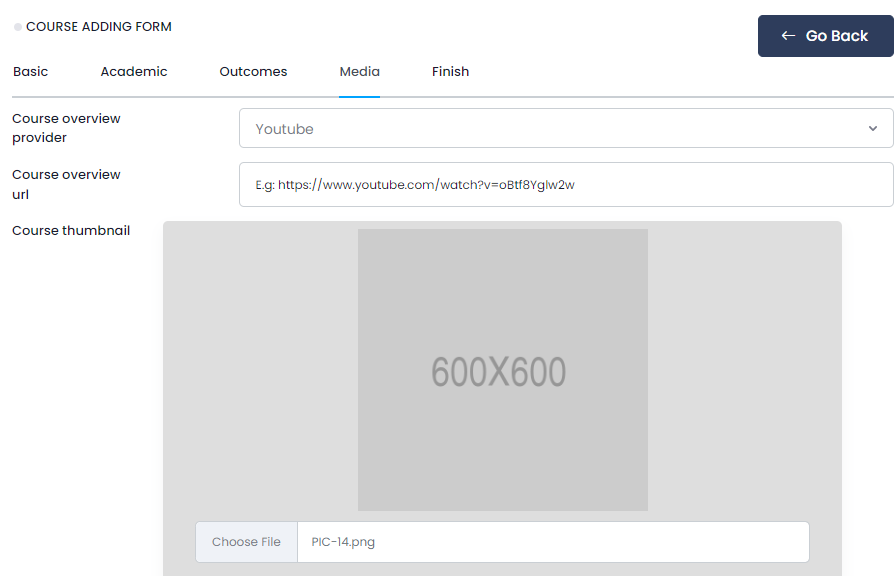 COURSE ADDING FORM
Go Back
Basic Academic Outcomes Media Finish
Course overview
provider
Youtube
Course overview
url
E.g: https://www.youtube.com/watch?v=oBtf8Yglw2w
Course thumbnail
600X600
Choose File PIC-14.png